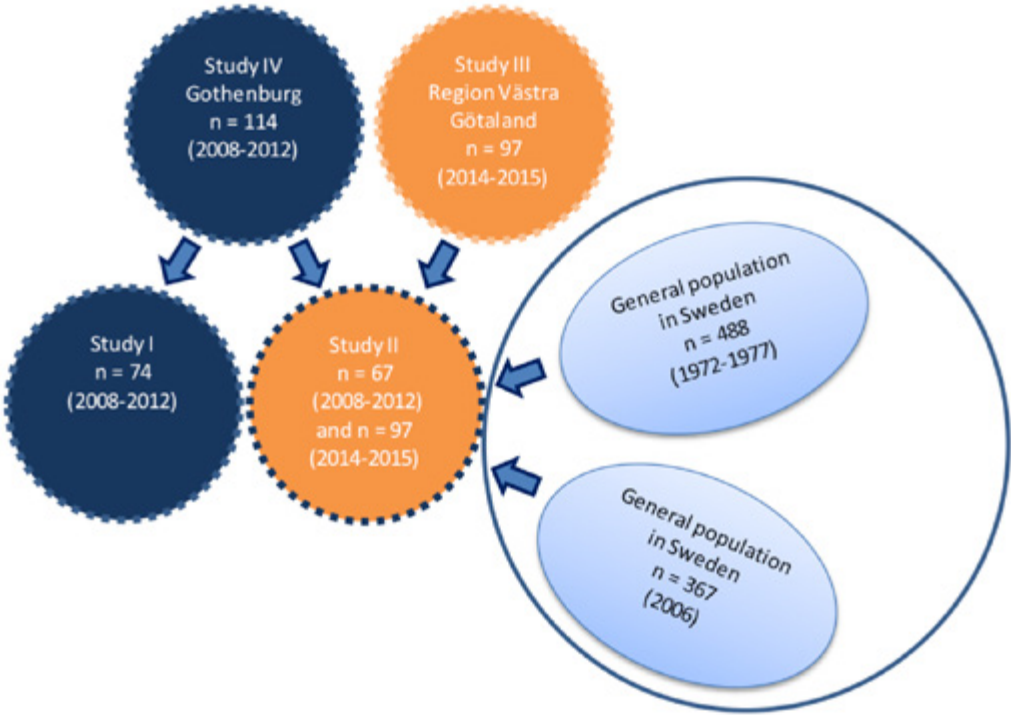 Study IV
Gothenburg
n = 114
(2008-2012)
Study III
Region Västra
Götaland
n = 97
(2014-2015)
Study I
n = 74
(2008-2012)
Study II
n = 67
(2008-2012)
and n = 97
(2014-2015)
General population
in Sweden
n = 488
(1972-1977)
General population
in Sweden
n = 367
(2006)